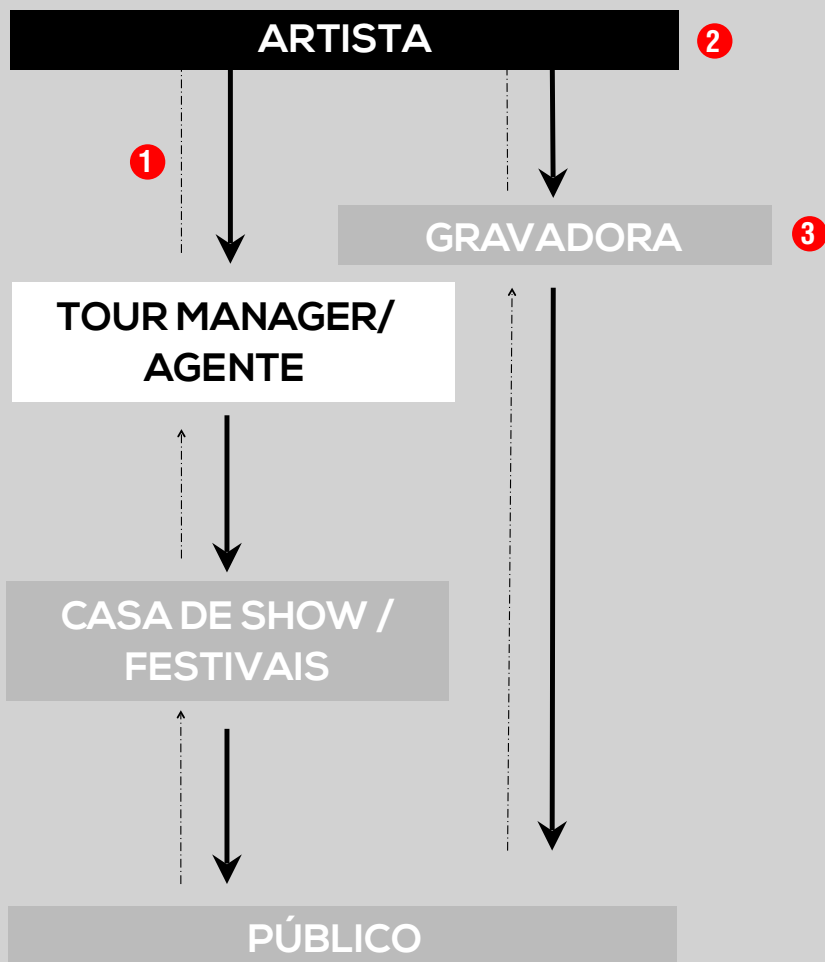 ARTISTA
2
1
GRAVADORA
3
TOUR MANAGER/
AGENTE
CASA DE SHOW /
FESTIVAIS
PÚBLICO